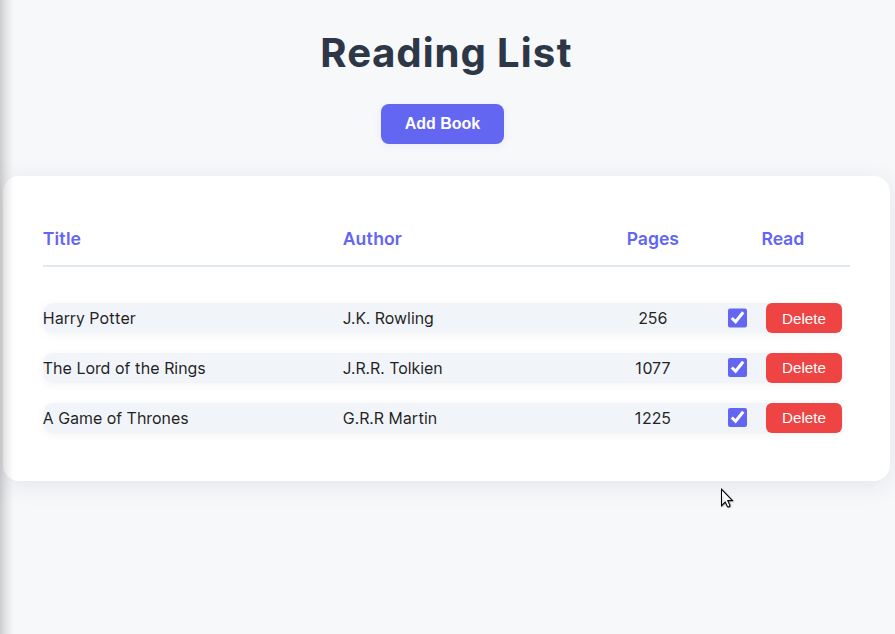 Reading List
Add Book
Title Author Pages Read
Harry Potter J.K. Rowling 256 Delete
The Lord of the Rings J.R.R. Tolkien 1077 Delete
A Game of Thrones G.R.R Martin 1225 Delete